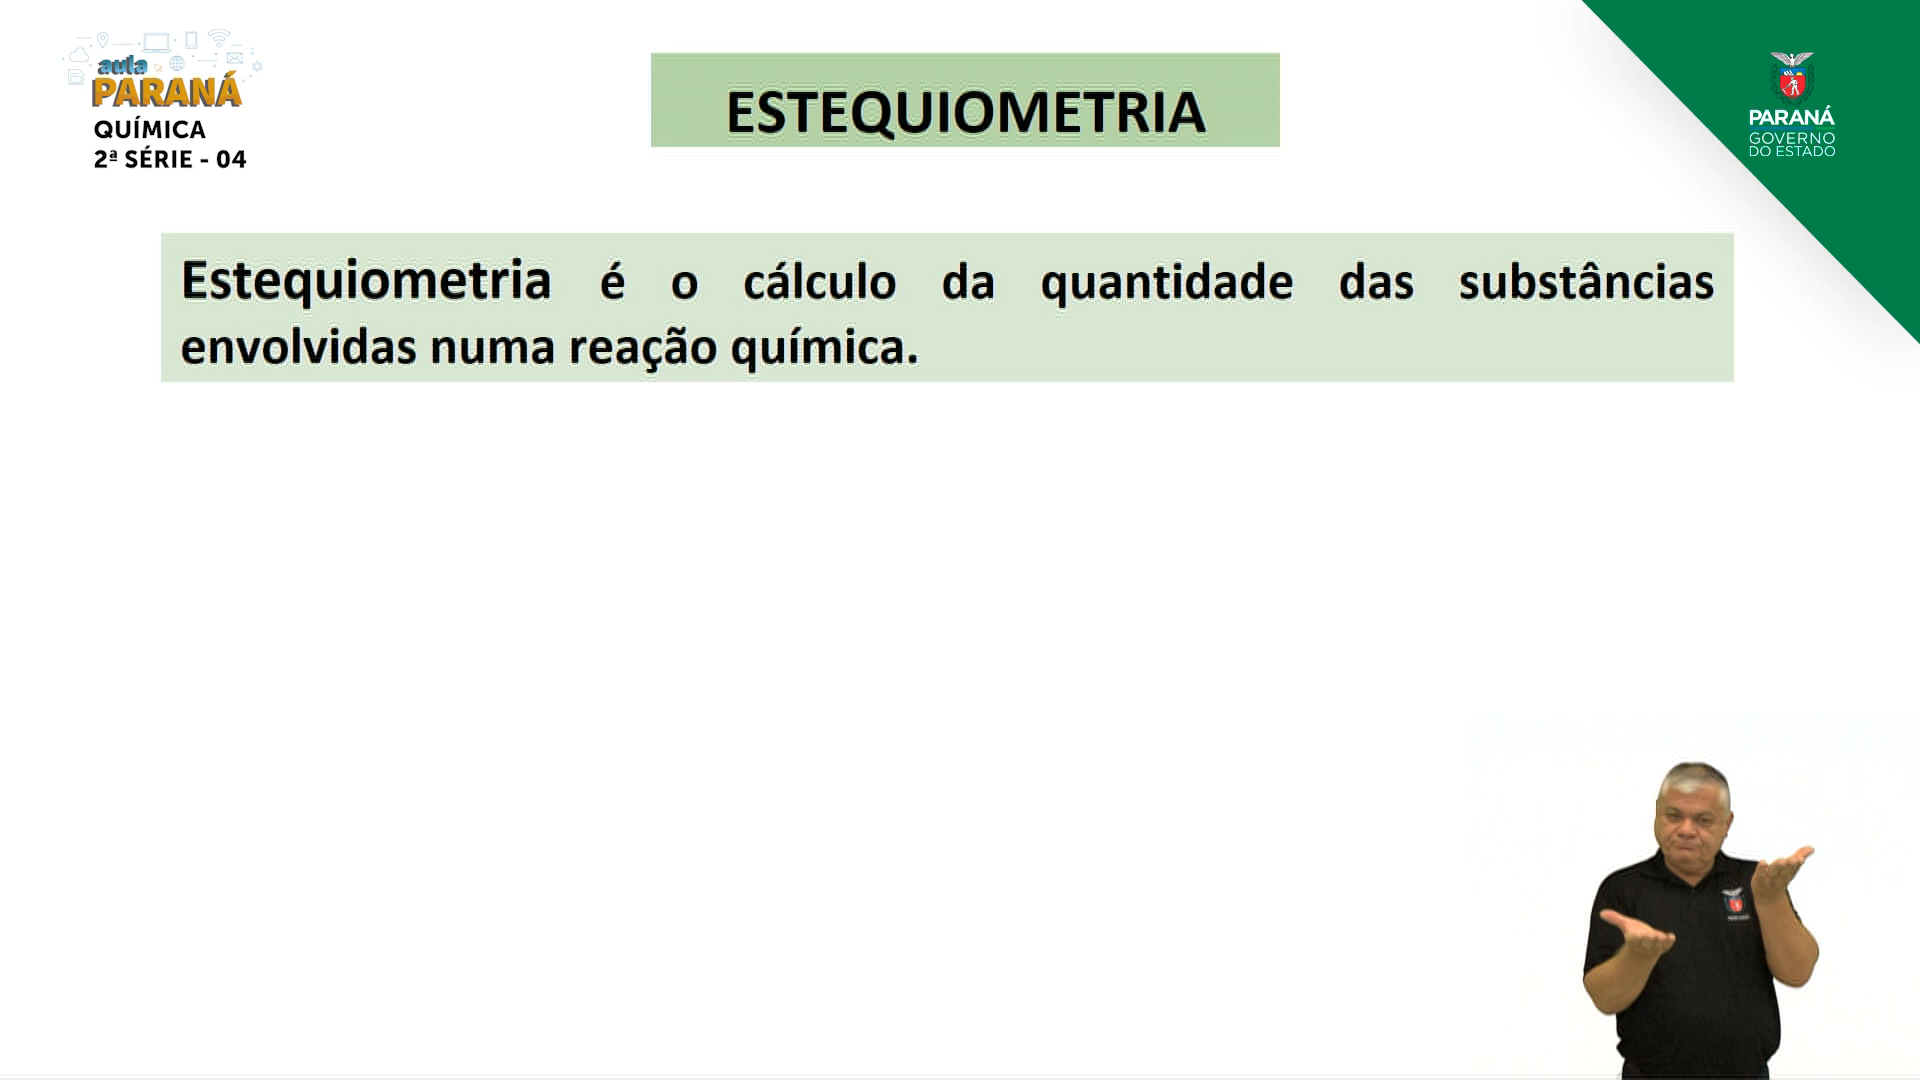 aula
PARANÁ
QUÍMICA
2ª SÉRIE - 04
ESTEQUIOMETRIA
PARANÁ
GOVERNO
DO ESTADO
Estequiometria é o cálculo da quantidade das substâncias
envolvidas numa reação química.